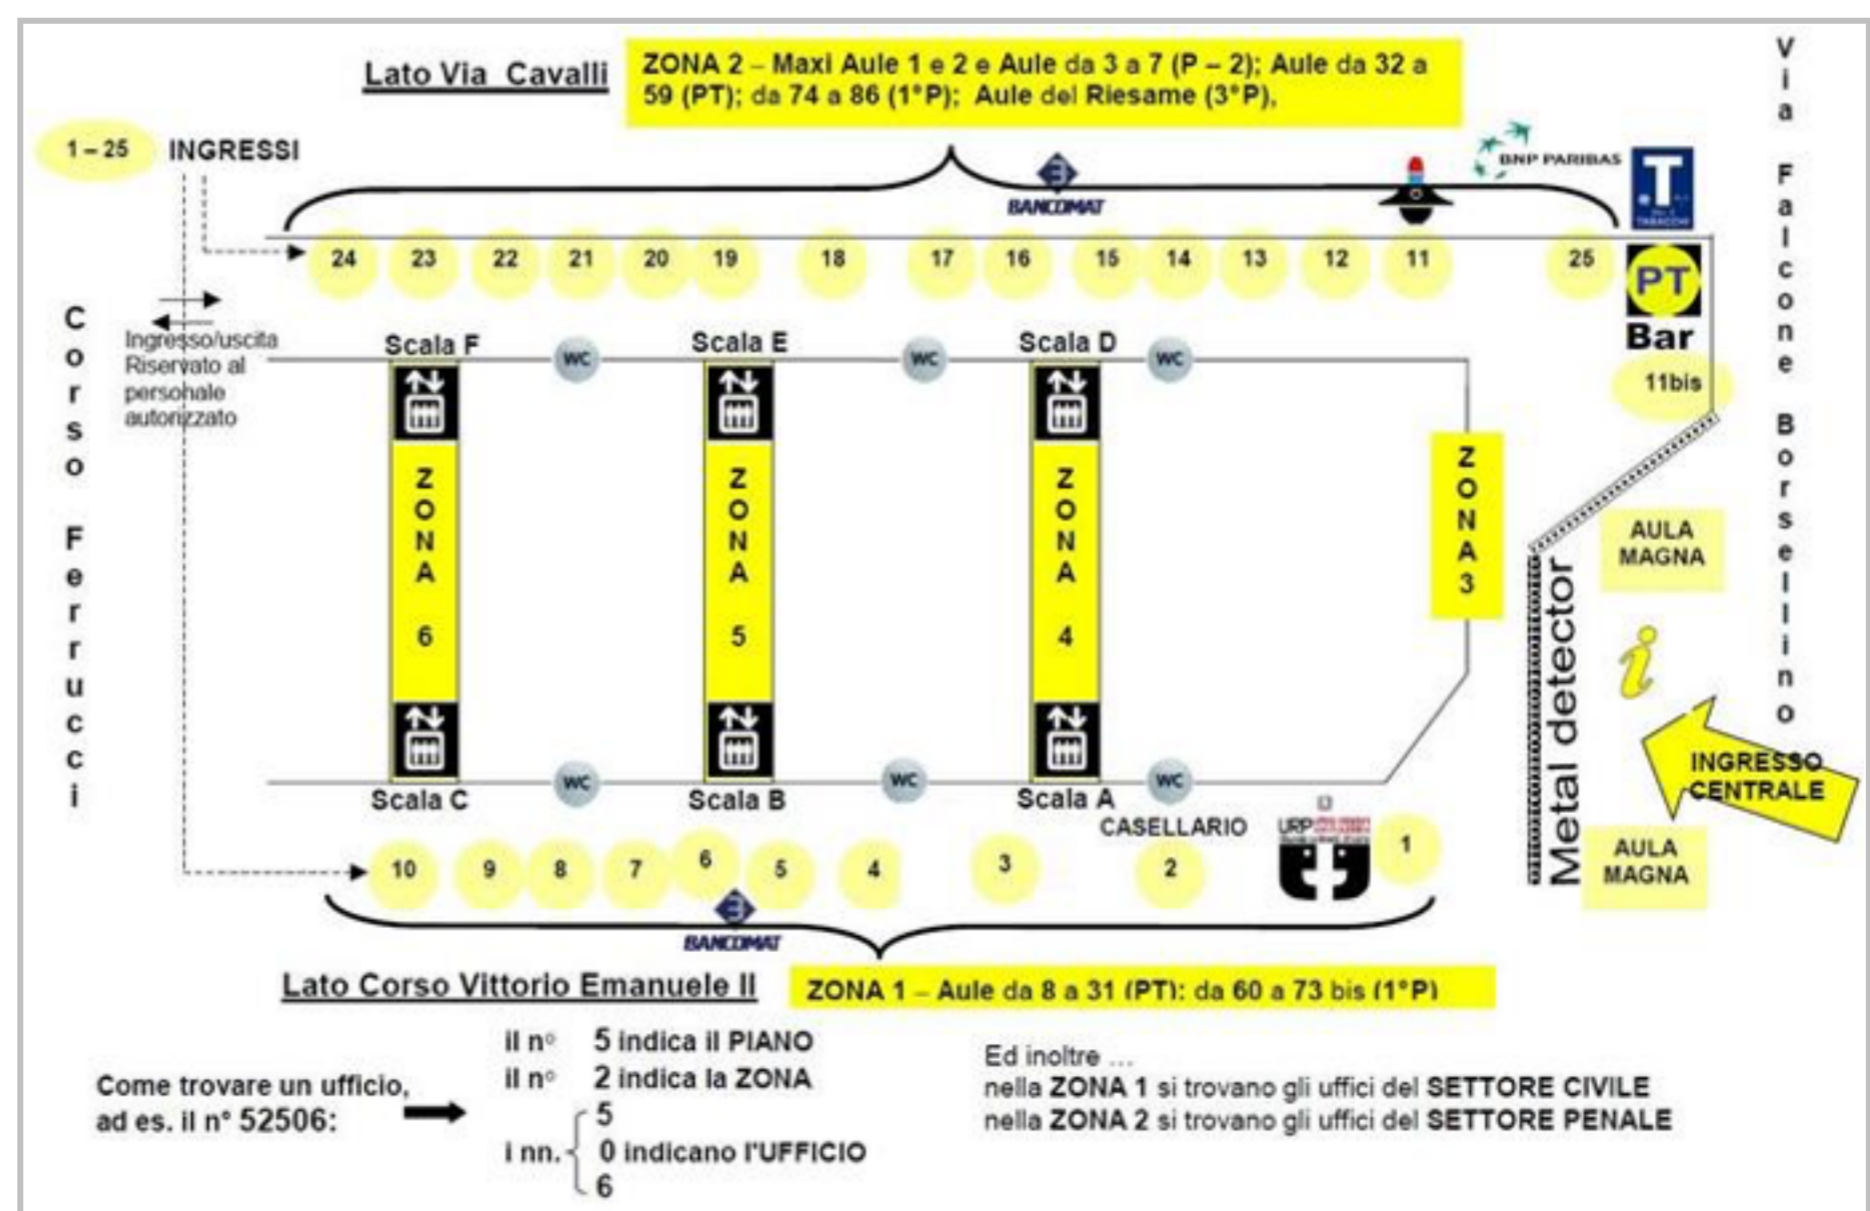 Lato Via Cavalli
ZONA 2 – Maxi Aule 1 e 2 e Aule da 3 a 7 (P – 2); Aule da 32 a
59 (PT); da 74 a 86 (1°P); Aule del Riesame (3°P),
Via Falcone Borsellino
1 – 25 INGRESSI
BANCOMAT
BNP PARIBAS
T
TABACCHI
24 23 22 21 20 19 18 17 16 15 14 13 12 11 25
PT
Bar
11bis
Corso Ferrucci
Ingresso/uscita
Riservato al
personale
autorizzato
Scala F WC Scala E WC Scala D WC
ZONA 6
ZONA 5
ZONA 4
ZONA 3
AULA
MAGNA
Metal detector
i
INGRESSO
CENTRALE
AULA
MAGNA
Scala C WC Scala B WC Scala A WC
CASELLARIO
URP
10 9 8 7 6 5 4 3 2 1
BANCOMAT
Lato Corso Vittorio Emanuele II
ZONA 1 – Aule da 8 a 31 (PT); da 60 a 73 bis (1°P)
Come trovare un ufficio,
ad es. il n° 52506:
il n° 5 indica il PIANO
il n° 2 indica la ZONA
5
i nn. 0 indicano l'UFFICIO
6
Ed inoltre …
nella ZONA 1 si trovano gli uffici del SETTORE CIVILE
nella ZONA 2 si trovano gli uffici del SETTORE PENALE